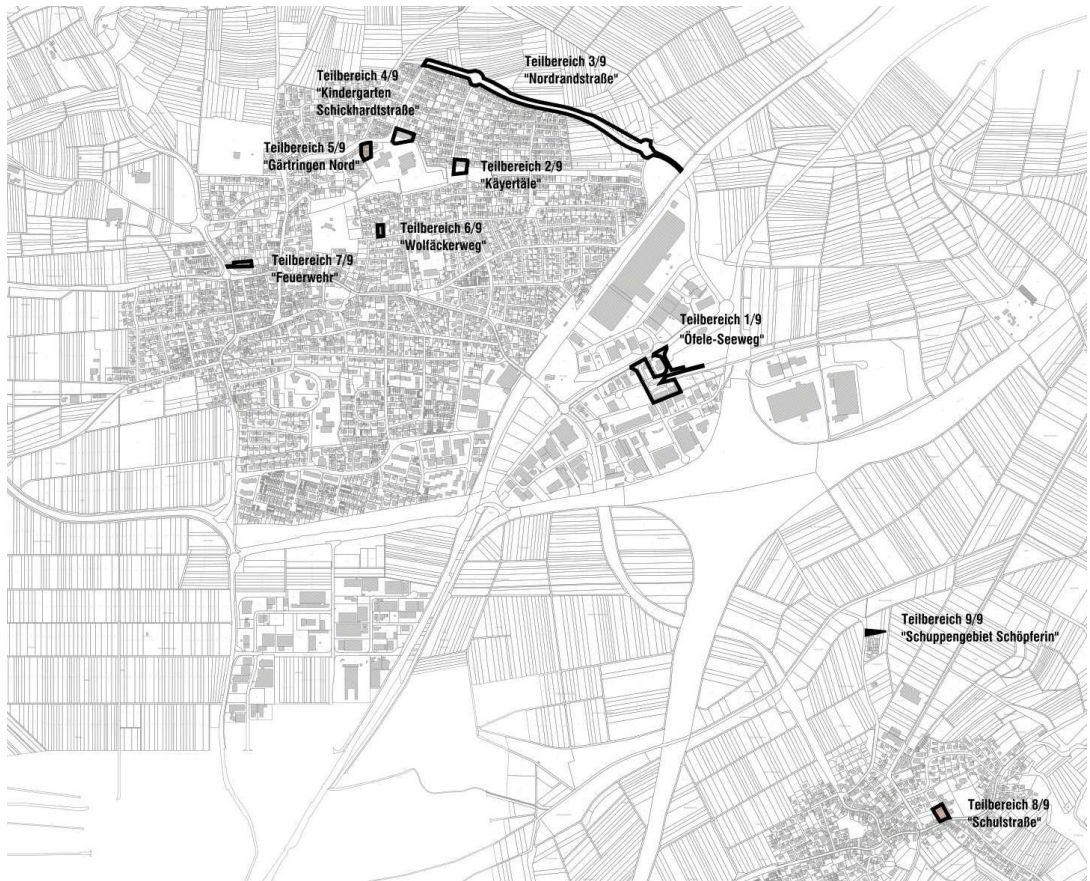 Teilbereich 3/9
"Nordrandstraße"
Teilbereich 4/9
"Kindergarten
Schickhardtstraße"
Teilbereich 5/9
"Gärtringen Nord"
Teilbereich 2/9
"Käyertäle"
Teilbereich 6/9
"Wolfäckerweg"
Teilbereich 7/9
"Feuerwehr"
Teilbereich 1/9
"Öfele-Seeweg"
Teilbereich 9/9
"Schuppengebiet Schöpferin"
Teilbereich 8/9
"Schulstraße"